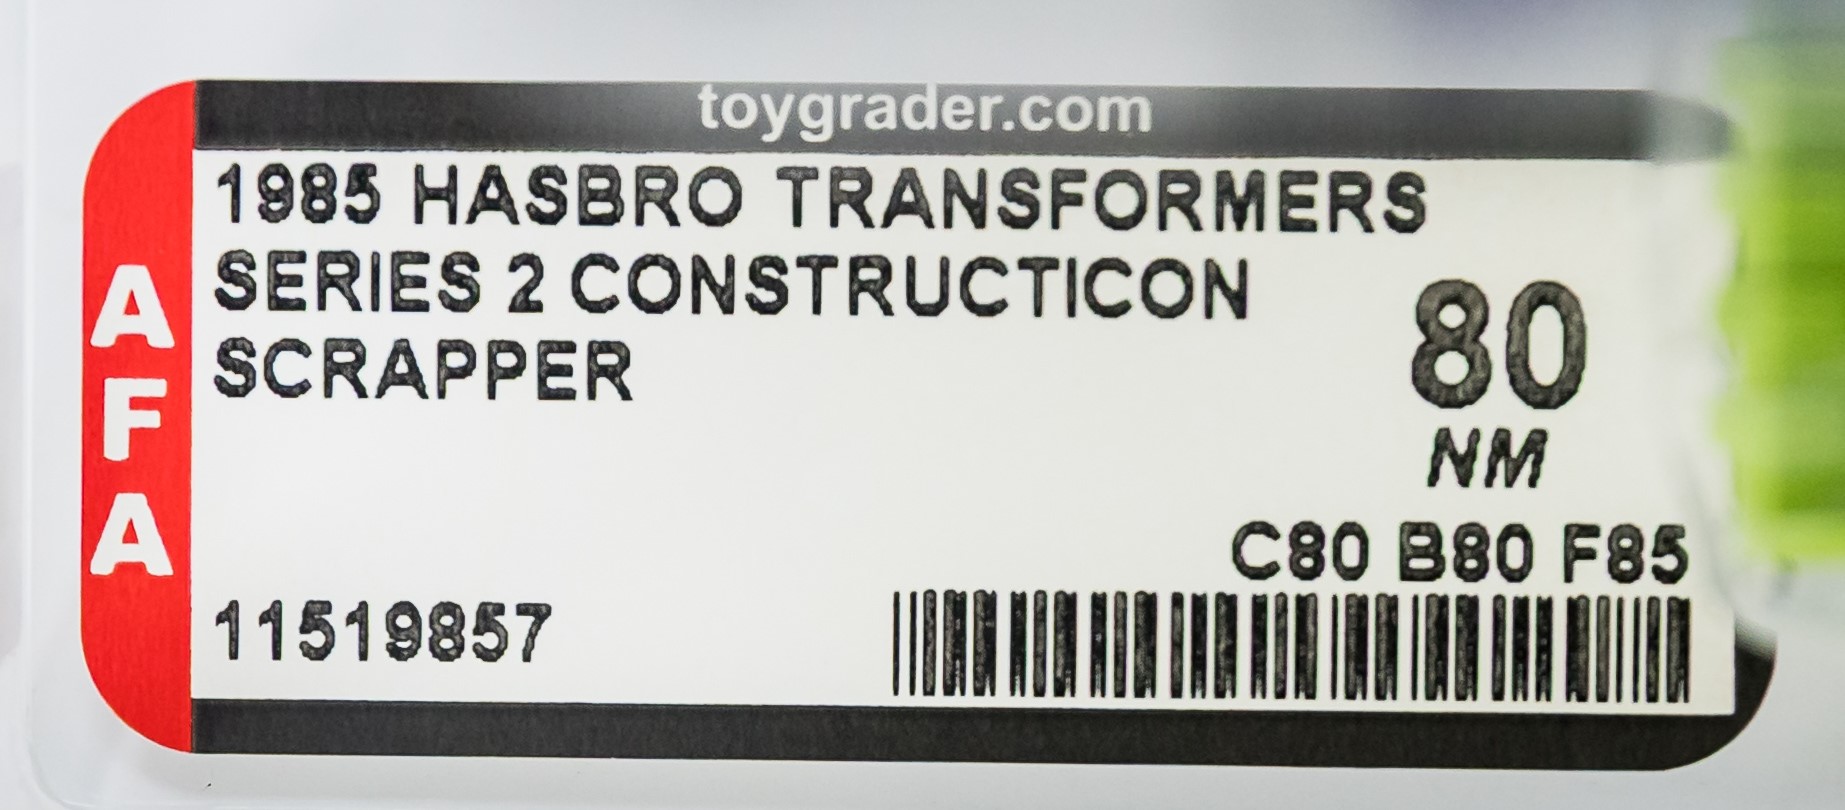 toygrader.com
AFA
1985 HASBRO TRANSFORMERS
SERIES 2 CONSTRUCTICON
SCRAPPER
80
NM
C80 B80 F85
11519857